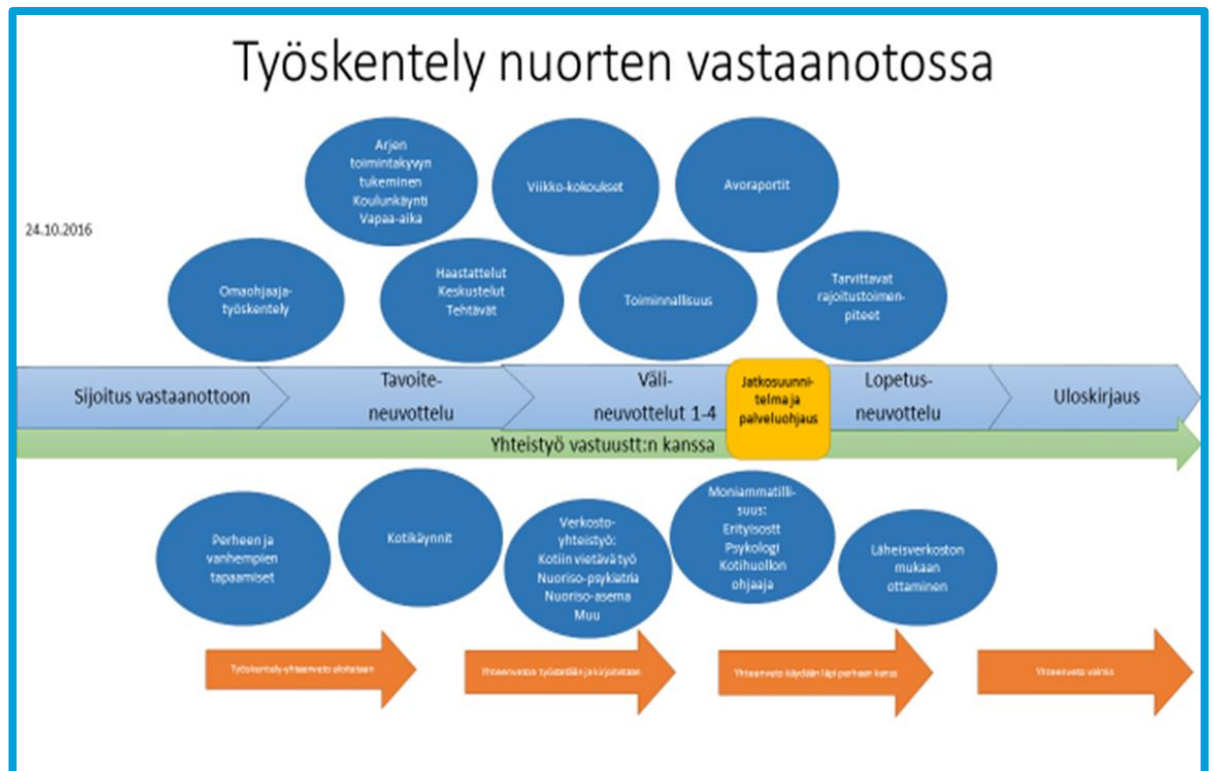 Työskentely nuorten vastaanotossa
24.10.2016
Arjen
toimintakyvyn
tukeminen
Koulunkäynti
Vapaa-aika
Viikko-kokoukset
Avoraportit
Omaohjaaja-
työskentely
Haastattelut
Keskustelut
Tehtävät
Toiminnallisuus
Tarvittavat
rajoitustoimen-
piteet
Sijoitus vastaanottoon
Tavoite-
neuvottelu
Väli-
neuvottelut 1-4
Jatkosuunni-
telma ja
palveluohjaus
Lopetus-
neuvottelu
Uloskirjaus
Yhteistyö vastuustt:n kanssa
Perheen ja
vanhempien
tapaamiset
Kotikäynnit
Verkosto-
yhteistyö:
Kotiin vietävä työ
Nuoriso-psykiatria
Nuoriso-asema
Muu
Moniammatilli-
suus:
Erityisostt
Psykologi
Kotihuollon
ohjaaja
Läheisverkoston
mukaan
ottaminen
Työskentely-yhteenveto aloitetaan
Yhteenvetoa työstetään ja kirjoitetaan
Yhteenveto käydään läpi perheen kanssa
Yhteenveto valmis